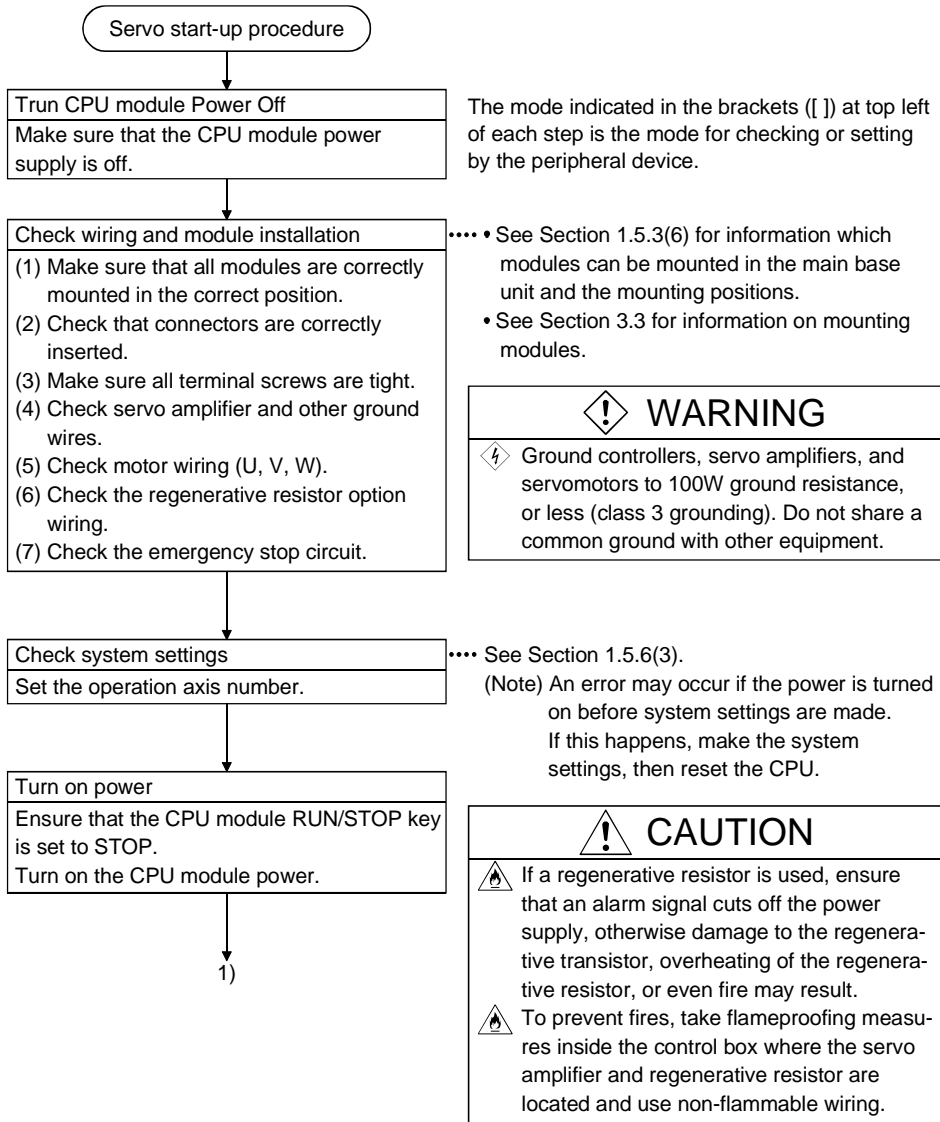 Servo start-up procedure
Trun CPU module Power Off
Make sure that the CPU module power
supply is off.
The mode indicated in the brackets ([ ]) at top left
of each step is the mode for checking or setting
by the peripheral device.
Check wiring and module installation
(1) Make sure that all modules are correctly
mounted in the correct position.
(2) Check that connectors are correctly
inserted.
(3) Make sure all terminal screws are tight.
(4) Check servo amplifier and other ground
wires.
(5) Check motor wiring (U, V, W).
(6) Check the regenerative resistor option
wiring.
(7) Check the emergency stop circuit.
• See Section 1.5.3(6) for information which
modules can be mounted in the main base
unit and the mounting positions.
• See Section 3.3 for information on mounting
modules.
WARNING
Ground controllers, servo amplifiers, and
servomotors to 100W ground resistance,
or less (class 3 grounding). Do not share a
common ground with other equipment.
Check system settings
Set the operation axis number.
See Section 1.5.6(3).
(Note) An error may occur if the power is turned
on before system settings are made.
If this happens, make the system
settings, then reset the CPU.
Turn on power
Ensure that the CPU module RUN/STOP key
is set to STOP.
Turn on the CPU module power.
1)
CAUTION
If a regenerative resistor is used, ensure
that an alarm signal cuts off the power
supply, otherwise damage to the regenera-
tive transistor, overheating of the regenera-
tive resistor, or even fire may result.
To prevent fires, take flameproofing measu-
res inside the control box where the servo
amplifier and regenerative resistor are
located and use non-flammable wiring.